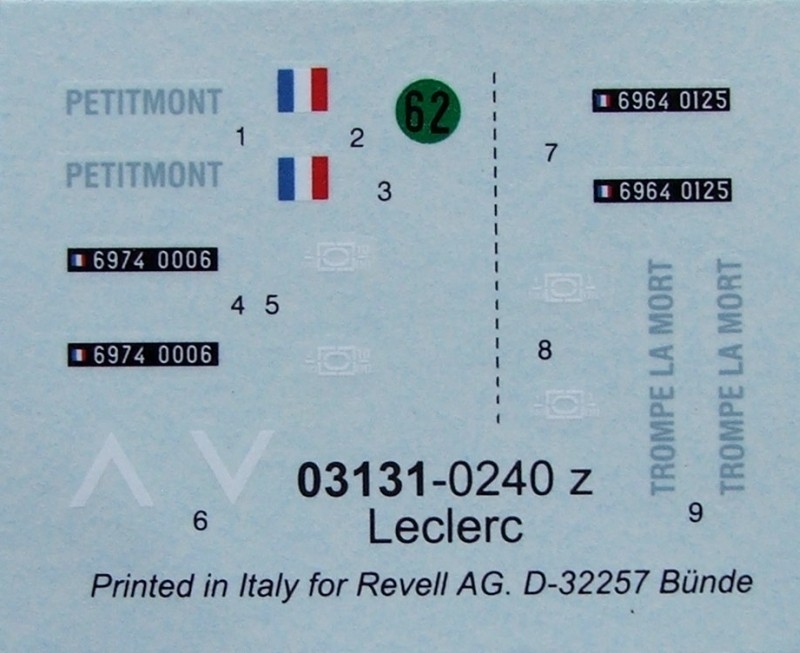 PETITMONT
1
2
62
PETITMONT
3
6974 0006
4 5
6974 0006
6
6964 0125
7
6964 0125
8
TROMPE LA MORT
TROMPE LA MORT
9
03131-0240 z
Leclerc
Printed in Italy for Revell AG. D-32257 Bünde